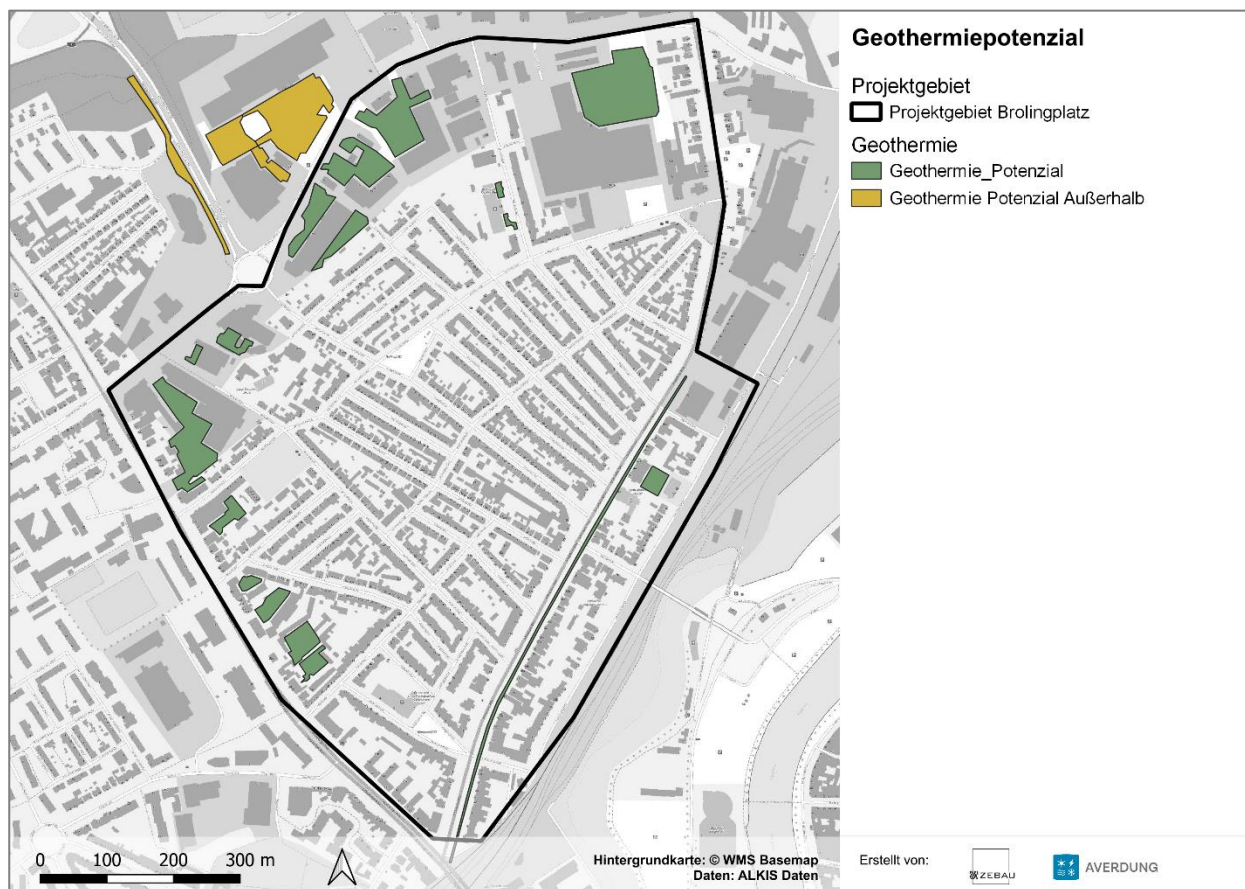 Geothermiepotenzial
Projektgebiet
Projektgebiet Brolingplatz
Geothermie
Geothermie_Potenzial
Geothermie Potenzial Außerhalb
0 100 200 300 m
Hintergrundkarte: © WMS Basemap
Daten: ALKIS Daten
Erstellt von:
ZEBAU
AVERDUNG